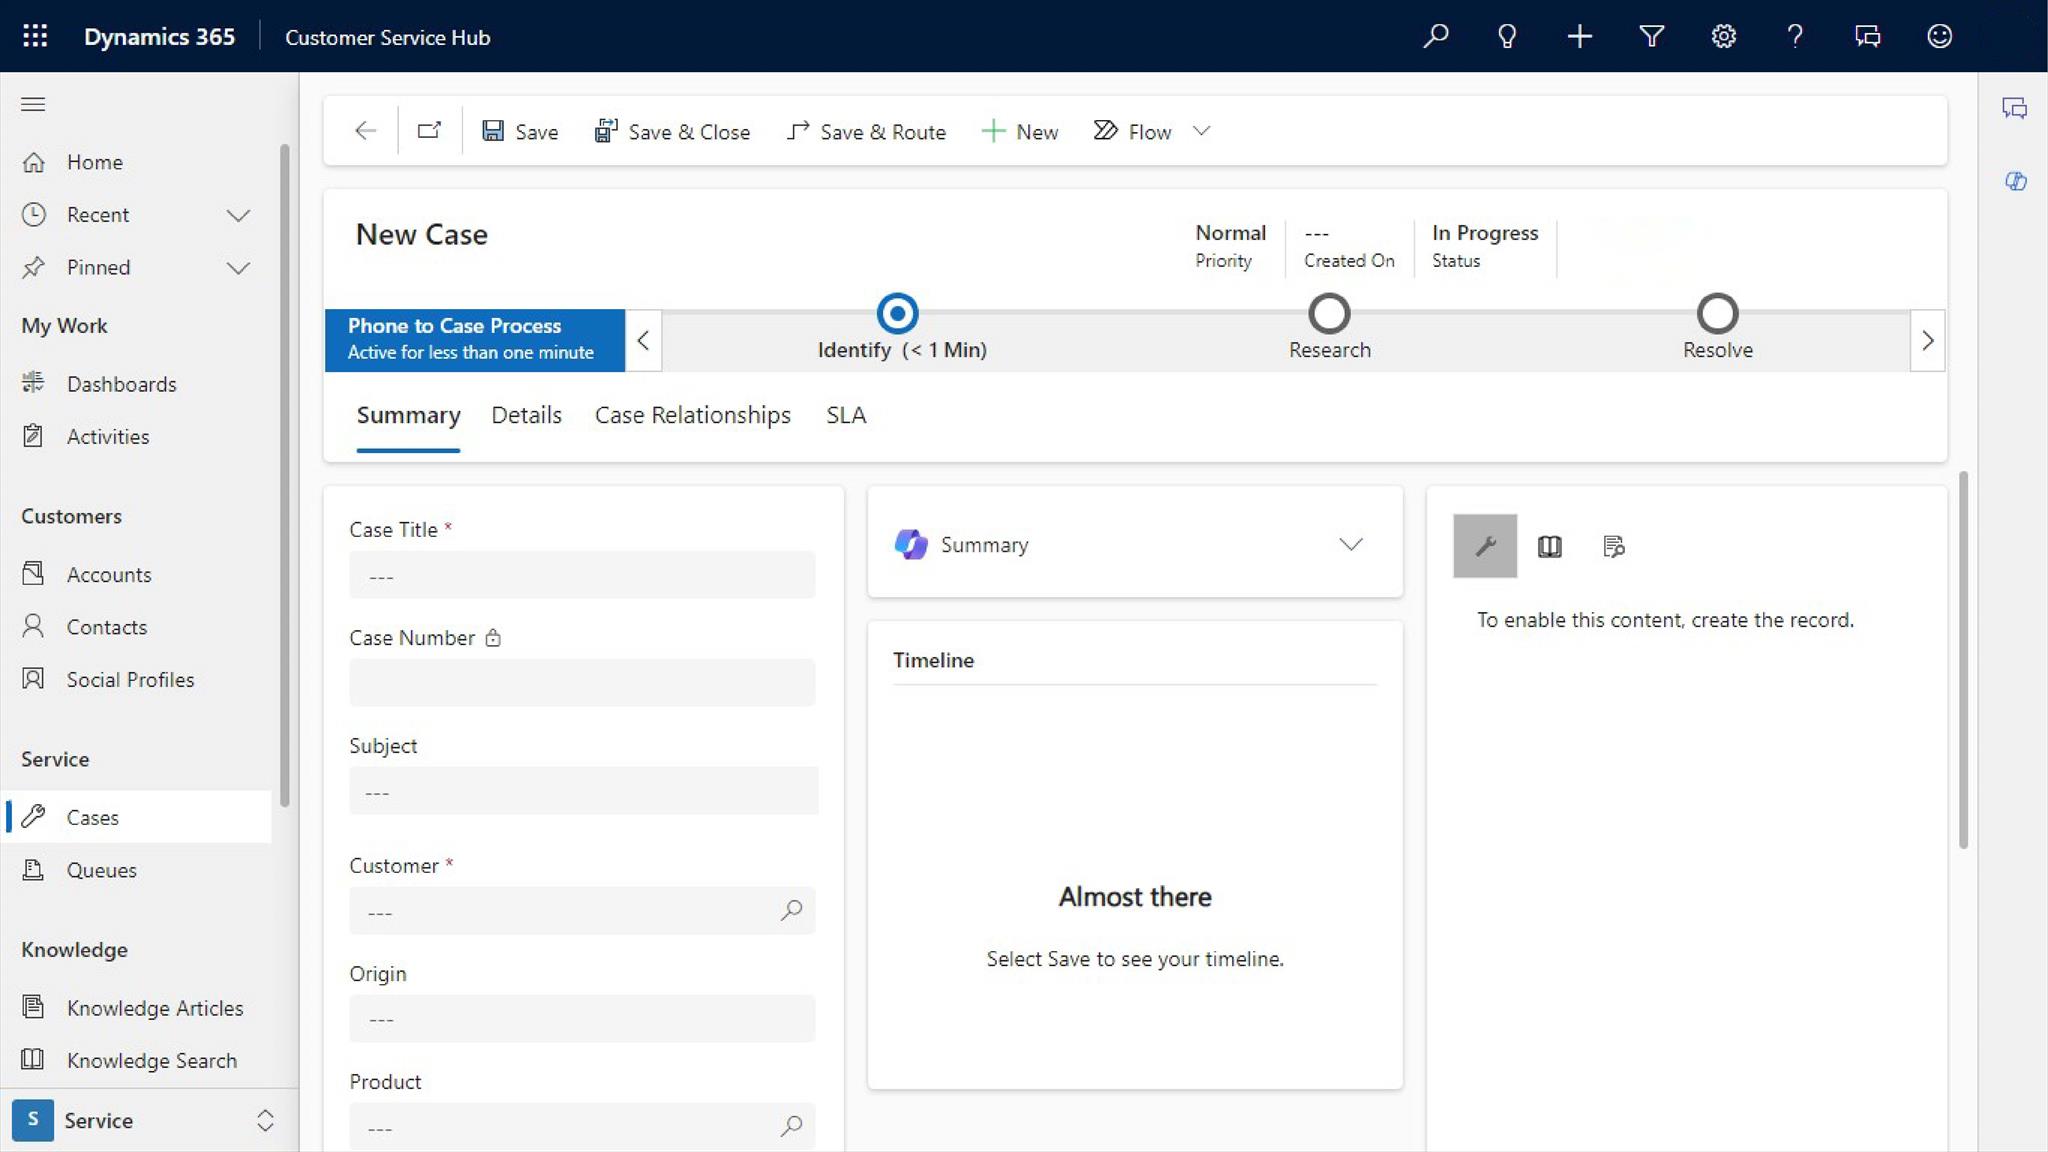 Dynamics 365
Customer Service Hub
Home
Recent
Pinned
My Work
Dashboards
Activities
Customers
Accounts
Contacts
Social Profiles
Service
Cases
Queues
Knowledge
Knowledge Articles
Knowledge Search
S
Service
Save
Save & Close
Save & Route
New
Flow
New Case
Normal
Priority
---
Created On
In Progress
Status
Phone to Case Process
Active for less than one minute
Identify (< 1 Min)
Research
Resolve
Summary
Details
Case Relationships
SLA
Case Title *
---
Case Number
Subject
---
Customer *
---
Origin
---
Product
---
Summary
Timeline
Almost there
Select Save to see your timeline.
To enable this content, create the record.